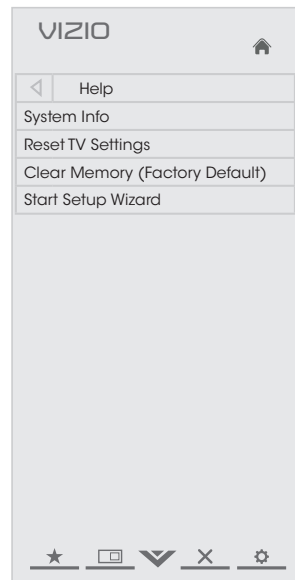 VIZIO
Help
System Info
Reset TV Settings
Clear Memory (Factory Default)
Start Setup Wizard